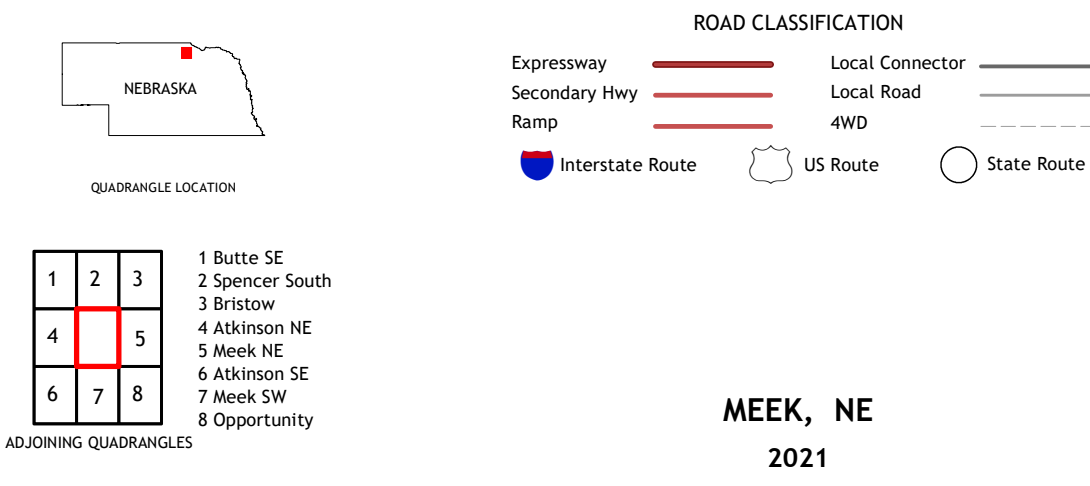 NEBRASKA
QUADRANGLE LOCATION
ROAD CLASSIFICATION
Expressway
Local Connector
Secondary Hwy
Local Road
Ramp
4WD
Interstate Route
US Route
State Route
1 2 3
4 5
6 7 8
ADJOINING QUADRANGLES
1 Butte SE
2 Spencer South
3 Bristow
4 Atkinson NE
5 Meek NE
6 Atkinson SE
7 Meek SW
8 Opportunity
MEEK, NE
2021